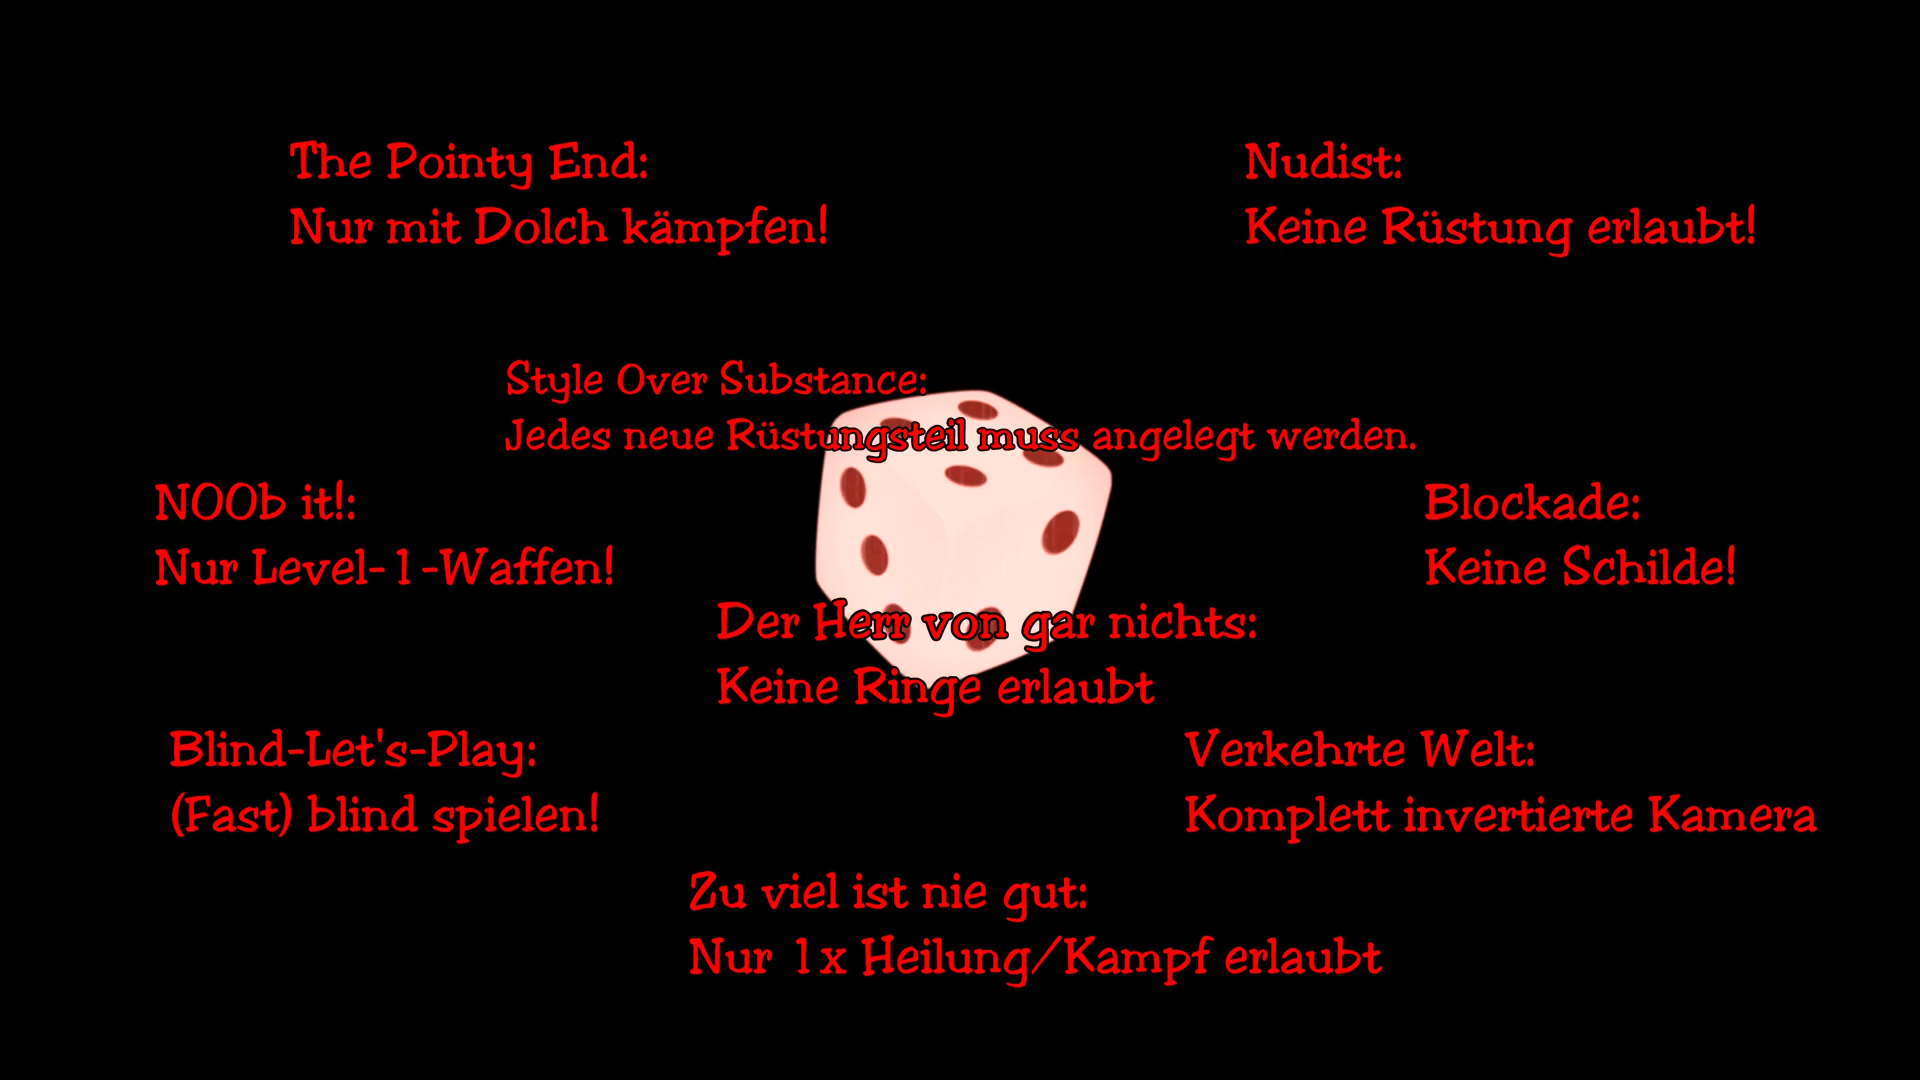 The Pointy End:
Nur mit Dolch kämpfen!
Nudist:
Keine Rüstung erlaubt!
Style Over Substance:
Jedes neue Rüstungsteil muss angelegt werden.
NOOb it!:
Nur Level-1-Waffen!
Blockade:
Keine Schilde!
Der Herr von gar nichts:
Keine Ringe erlaubt
Blind-Let's-Play:
(Fast) blind spielen!
Verkehrte Welt:
Komplett invertierte Kamera
Zu viel ist nie gut:
Nur 1x Heilung/Kampf erlaubt